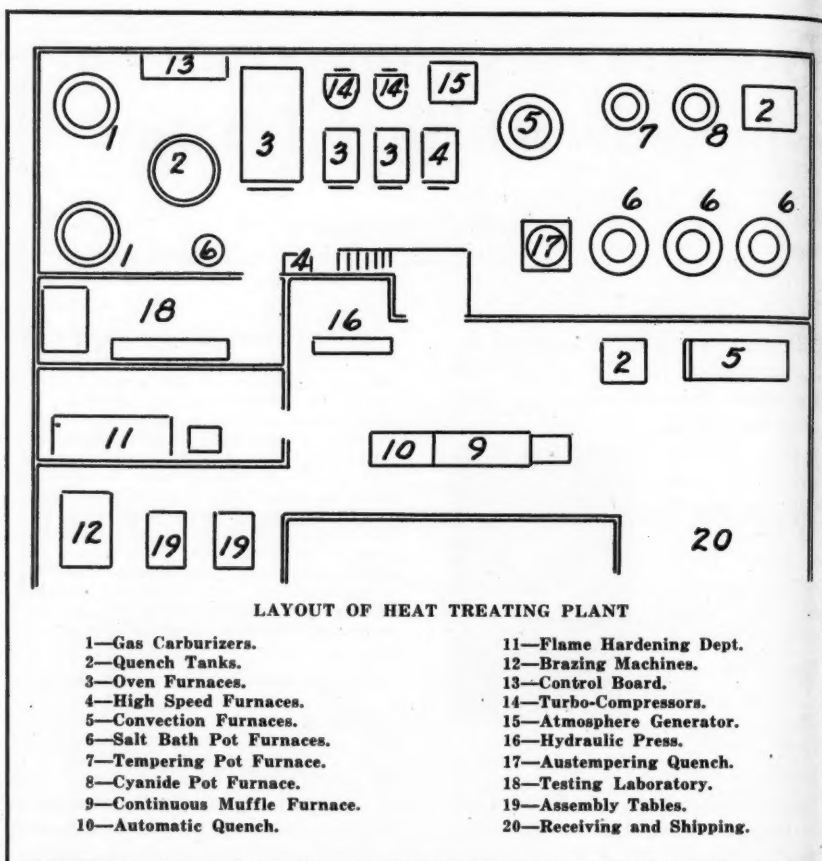 13
14 14 15
1 3 5 7 8 2
2 3 3 4
6 6 6
1 6 17
4
18 16
2 5
11 10 9
12 19 19 20
LAYOUT OF HEAT TREATING PLANT
1—Gas Carburizers.
2—Quench Tanks.
3—Oven Furnaces.
4—High Speed Furnaces.
5—Convection Furnaces.
6—Salt Bath Pot Furnaces.
7—Tempering Pot Furnace.
8—Cyanide Pot Furnace.
9—Continuous Muffle Furnace.
10—Automatic Quench.
11—Flame Hardening Dept.
12—Brazing Machines.
13—Control Board.
14—Turbo-Compressors.
15—Atmosphere Generator.
16—Hydraulic Press.
17—Austempering Quench.
18—Testing Laboratory.
19—Assembly Tables.
20—Receiving and Shipping.